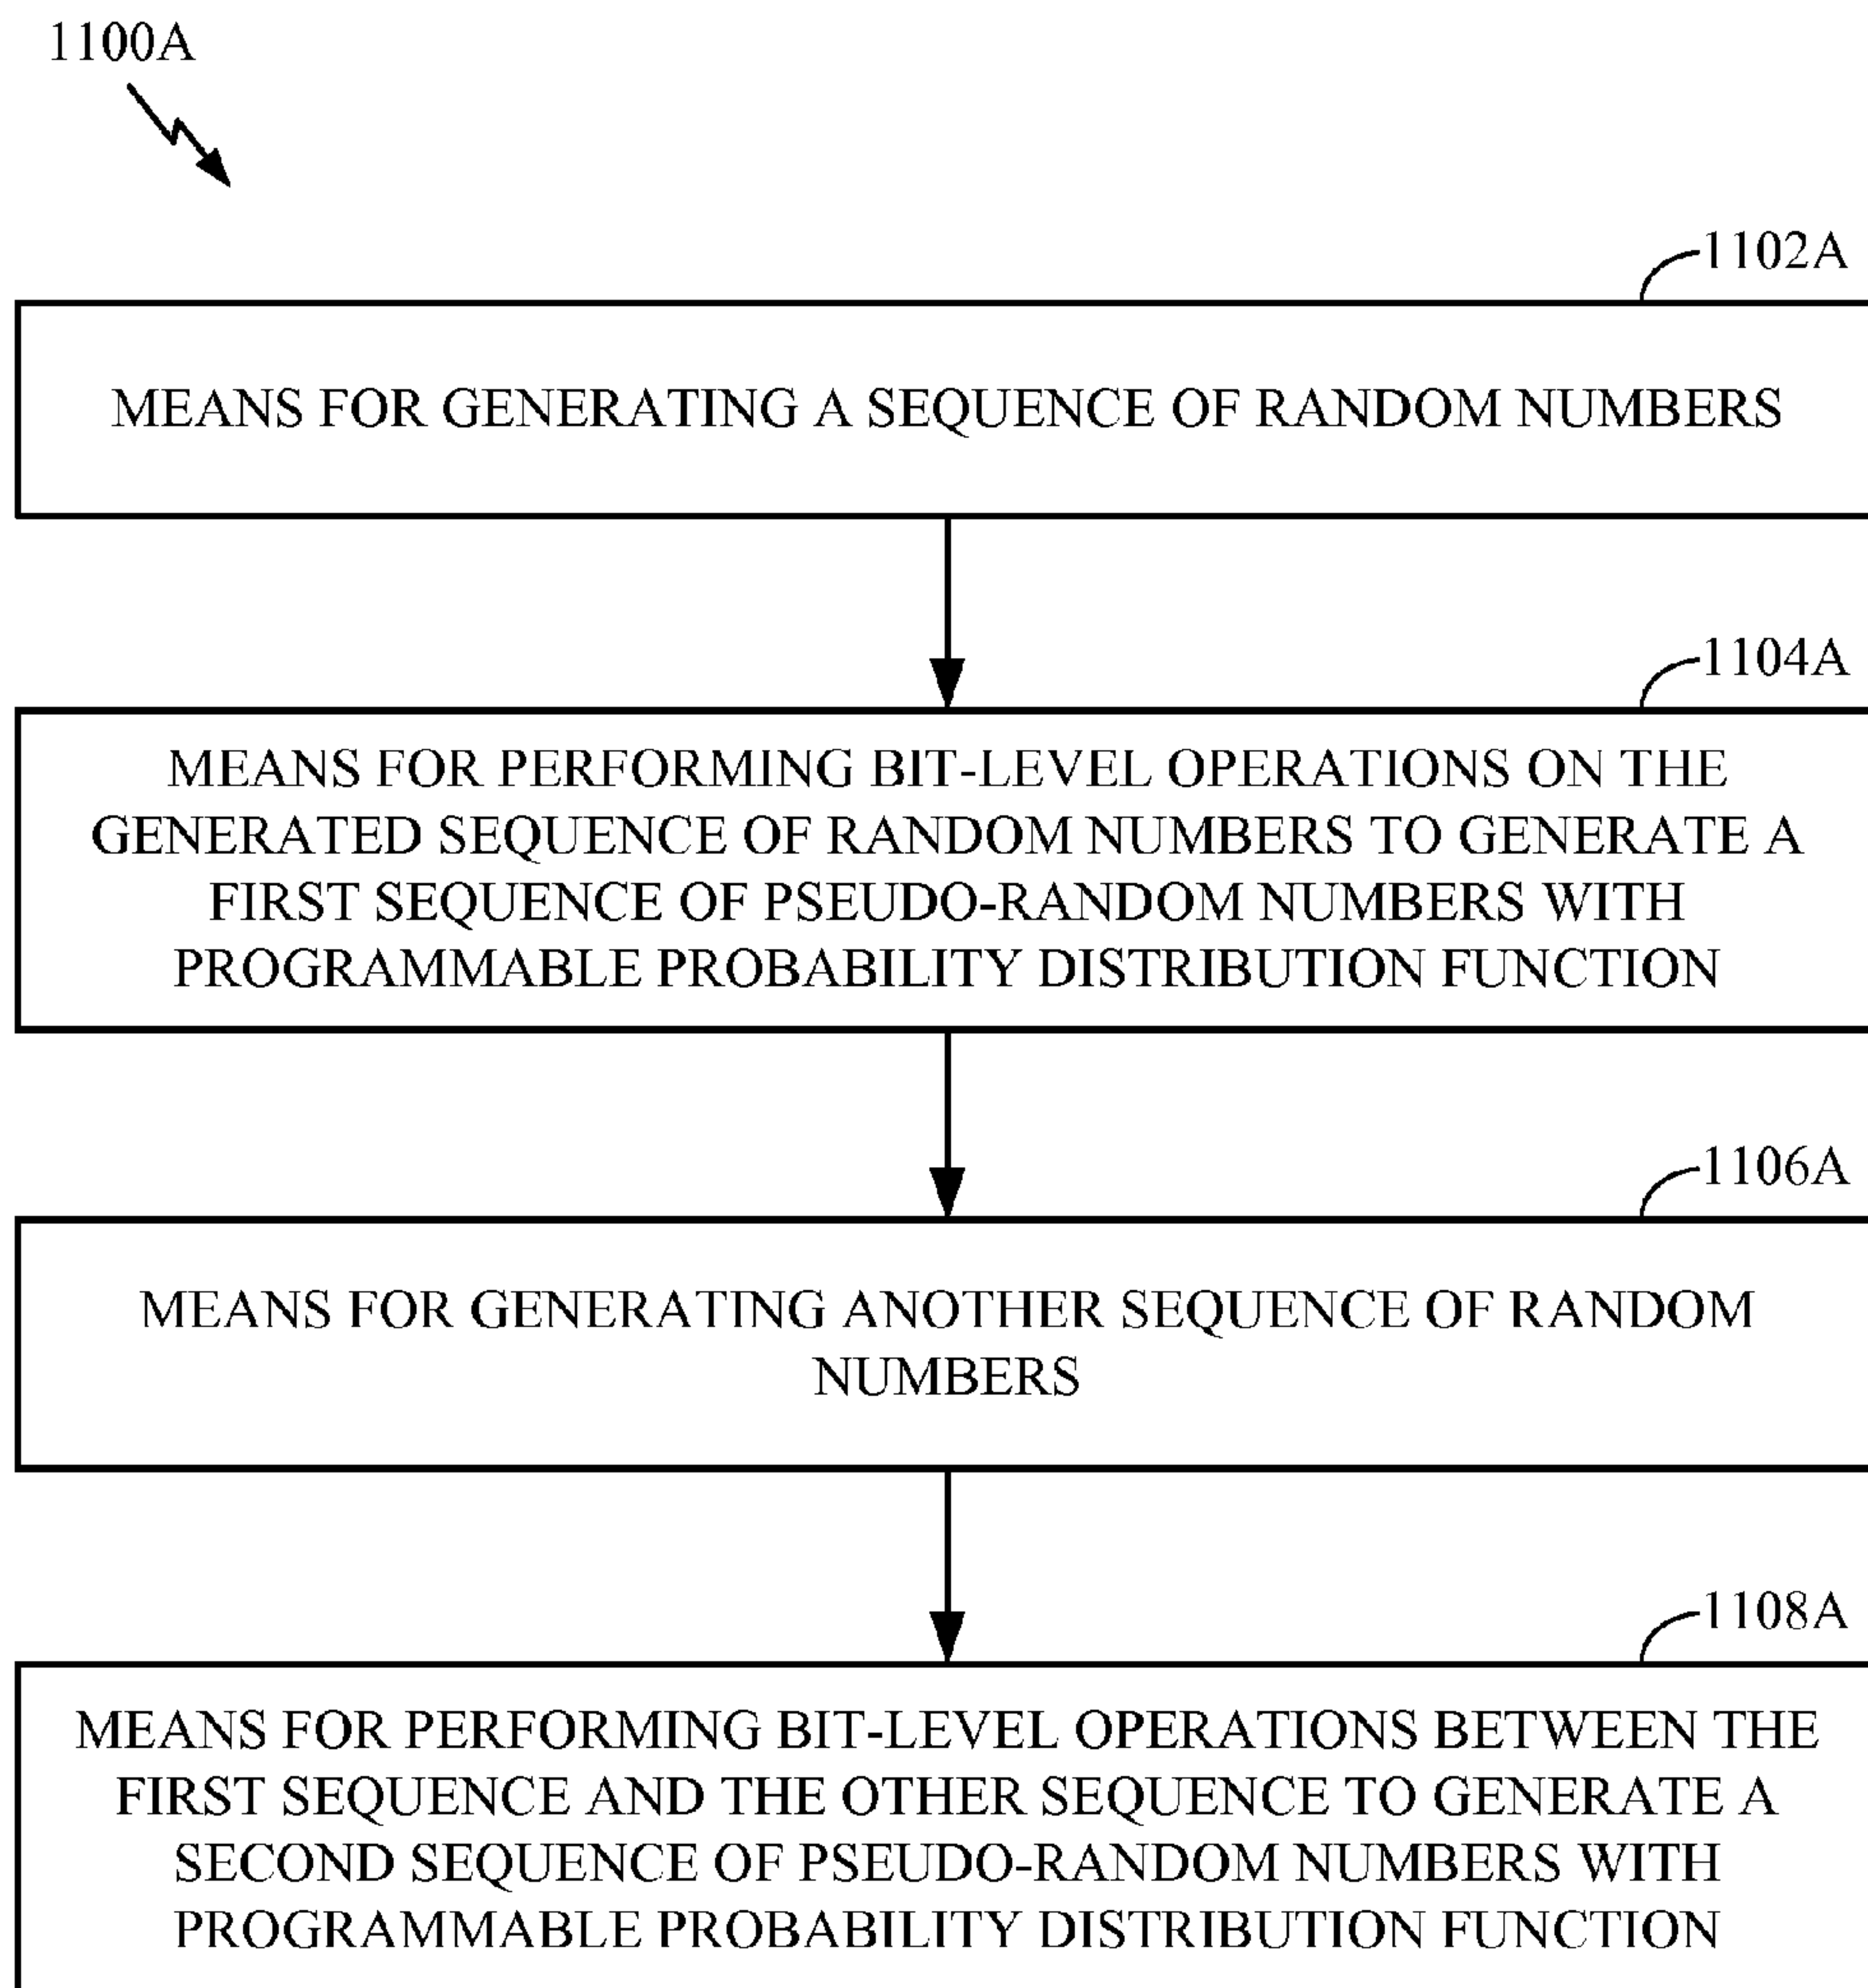 1100A
1102A
MEANS FOR GENERATING A SEQUENCE OF RANDOM NUMBERS
1104A
MEANS FOR PERFORMING BIT-LEVEL OPERATIONS ON THE
GENERATED SEQUENCE OF RANDOM NUMBERS TO GENERATE A
FIRST SEQUENCE OF PSEUDO-RANDOM NUMBERS WITH
PROGRAMMABLE PROBABILITY DISTRIBUTION FUNCTION
1106A
MEANS FOR GENERATING ANOTHER SEQUENCE OF RANDOM
NUMBERS
1108A
MEANS FOR PERFORMING BIT-LEVEL OPERATIONS BETWEEN THE
FIRST SEQUENCE AND THE OTHER SEQUENCE TO GENERATE A
SECOND SEQUENCE OF PSEUDO-RANDOM NUMBERS WITH
PROGRAMMABLE PROBABILITY DISTRIBUTION FUNCTION